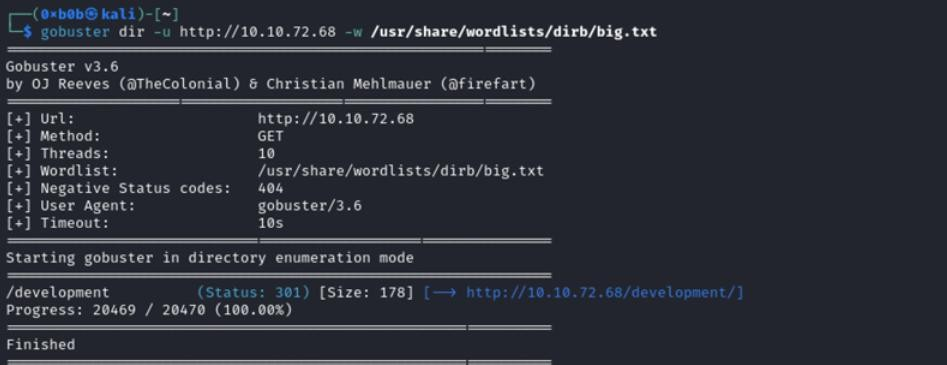 ┌──(0×b0b㉿kali)-[~]
└─$ gobuster dir -u http://10.10.72.68 -w /usr/share/wordlists/dirb/big.txt
===============================================================
Gobuster v3.6
by OJ Reeves (@TheColonial) & Christian Mehlmauer (@firefart)
===============================================================
[+] Url:                     http://10.10.72.68
[+] Method:                  GET
[+] Threads:                 10
[+] Wordlist:                /usr/share/wordlists/dirb/big.txt
[+] Negative Status codes:   404
[+] User Agent:              gobuster/3.6
[+] Timeout:                 10s
===============================================================
Starting gobuster in directory enumeration mode
===============================================================
/development          (Status: 301) [Size: 178] [--> http://10.10.72.68/development/]
Progress: 20469 / 20470 (100.00%)
===============================================================
Finished
===============================================================